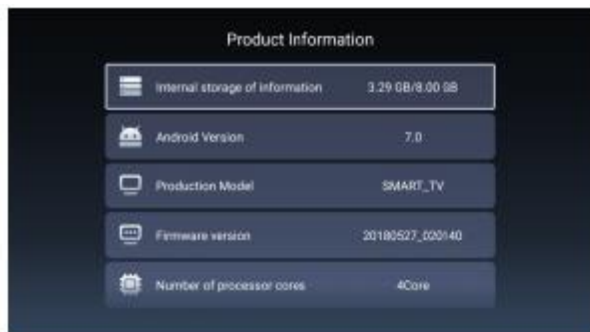 Product Information
Internal storage of information 3.29 GB/8.00 GB
Android Version 7.0
Production Model SMART_TV
Firmware version 20180527_020140
Number of processor cores 4Core